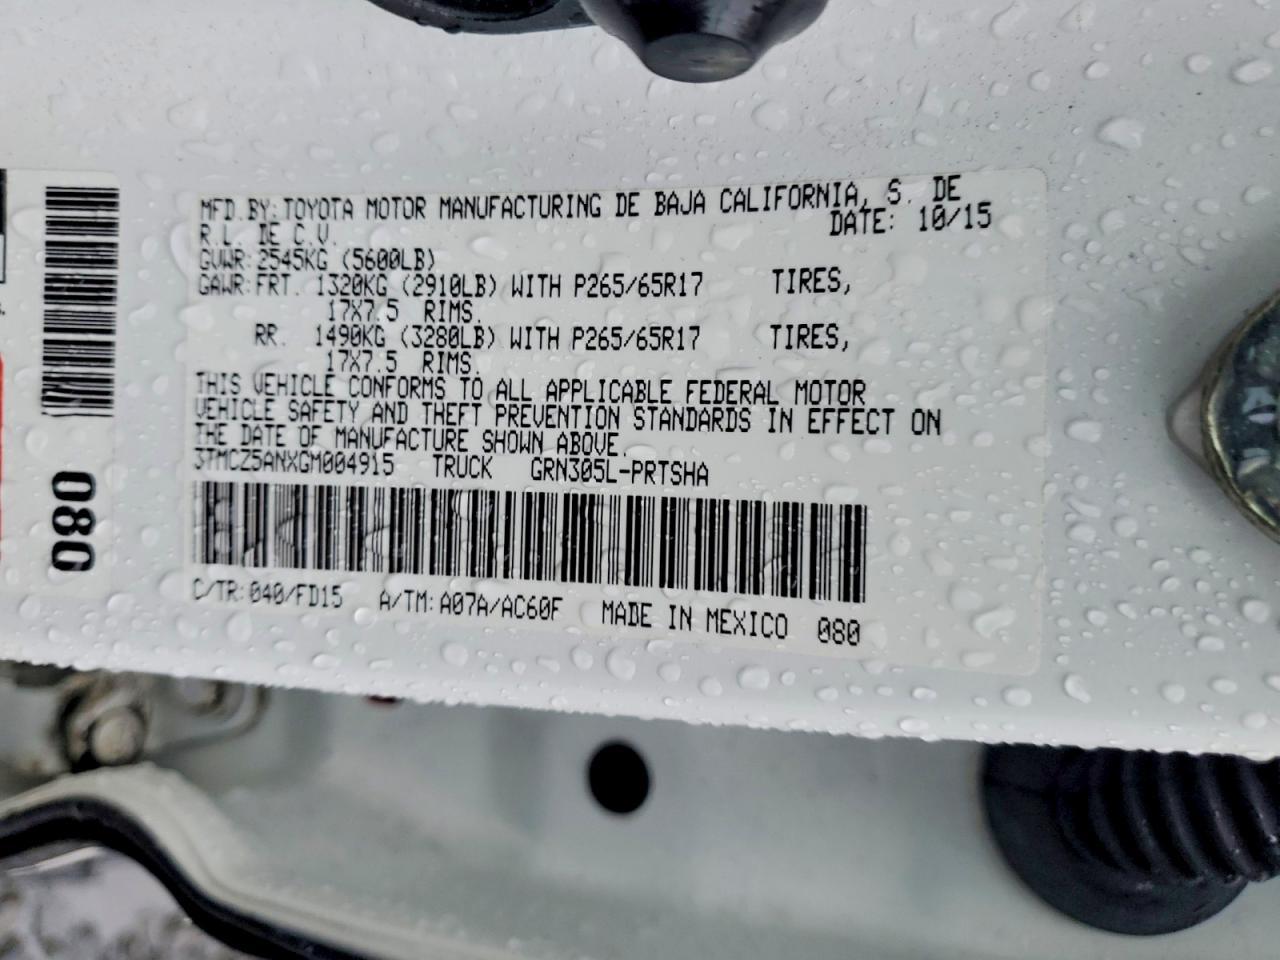 MFD.BY:TOYOTA MOTOR MANUFACTURING DE BAJA CALIFORNIA, S. DE
R.L. DE C.V. DATE: 10/15
GVWR:2545KG (5600LB)
GAWR:FRT. 1320KG (2910LB) WITH P265/65R17 TIRES,
17X7.5 RIMS.
RR. 1490KG (3280LB) WITH P265/65R17 TIRES,
17X7.5 RIMS.
THIS VEHICLE CONFORMS TO ALL APPLICABLE FEDERAL MOTOR
VEHICLE SAFETY AND THEFT PREVENTION STANDARDS IN EFFECT ON
THE DATE OF MANUFACTURE SHOWN ABOVE.
3TMCZ5ANXGM004915 TRUCK GRN305L-PRTSHA
C/TR:040/FD15 A/TM:A07A/AC60F MADE IN MEXICO 080
080